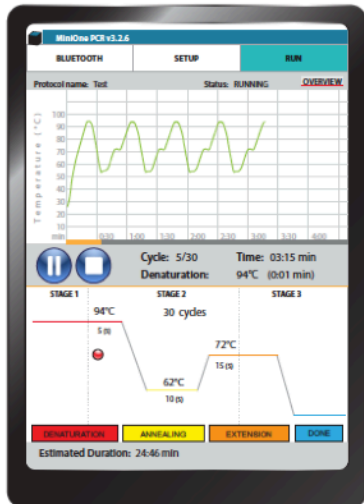 MiniOne PCR v3.2.6
BLUETOOTH SETUP RUN
Protocol name: Test Status: RUNNING OVERVIEW
Temperature (°C)
100
90
80
70
60
50
40
30
20
10
min 0:30 1:00 1:30 2:00 2:30 3:00 3:30 4:00
Cycle: 5/30 Time: 03:15 min
Denaturation: 94°C (0:01 min)
STAGE 1 STAGE 2 STAGE 3
94°C 30 cycles
5 (S)
72°C
15 (S)
62°C
10 (S)
DENATURATION ANNEALING EXTENSION DONE
Estimated Duration: 24:46 min